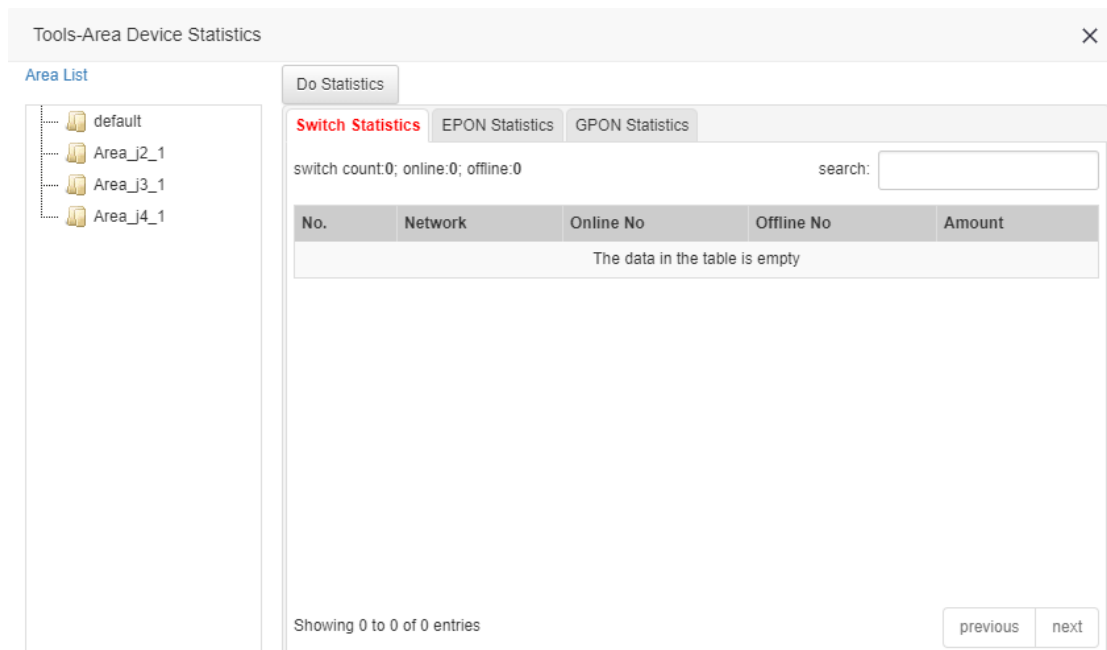 Tools-Area Device Statistics
Area List
default
Area_j2_1
Area_j3_1
Area_j4_1
Do Statistics
Switch Statistics EPON Statistics GPON Statistics
switch count:0; online:0; offline:0 search:
No. Network Online No Offline No Amount
The data in the table is empty
Showing 0 to 0 of 0 entries previous next